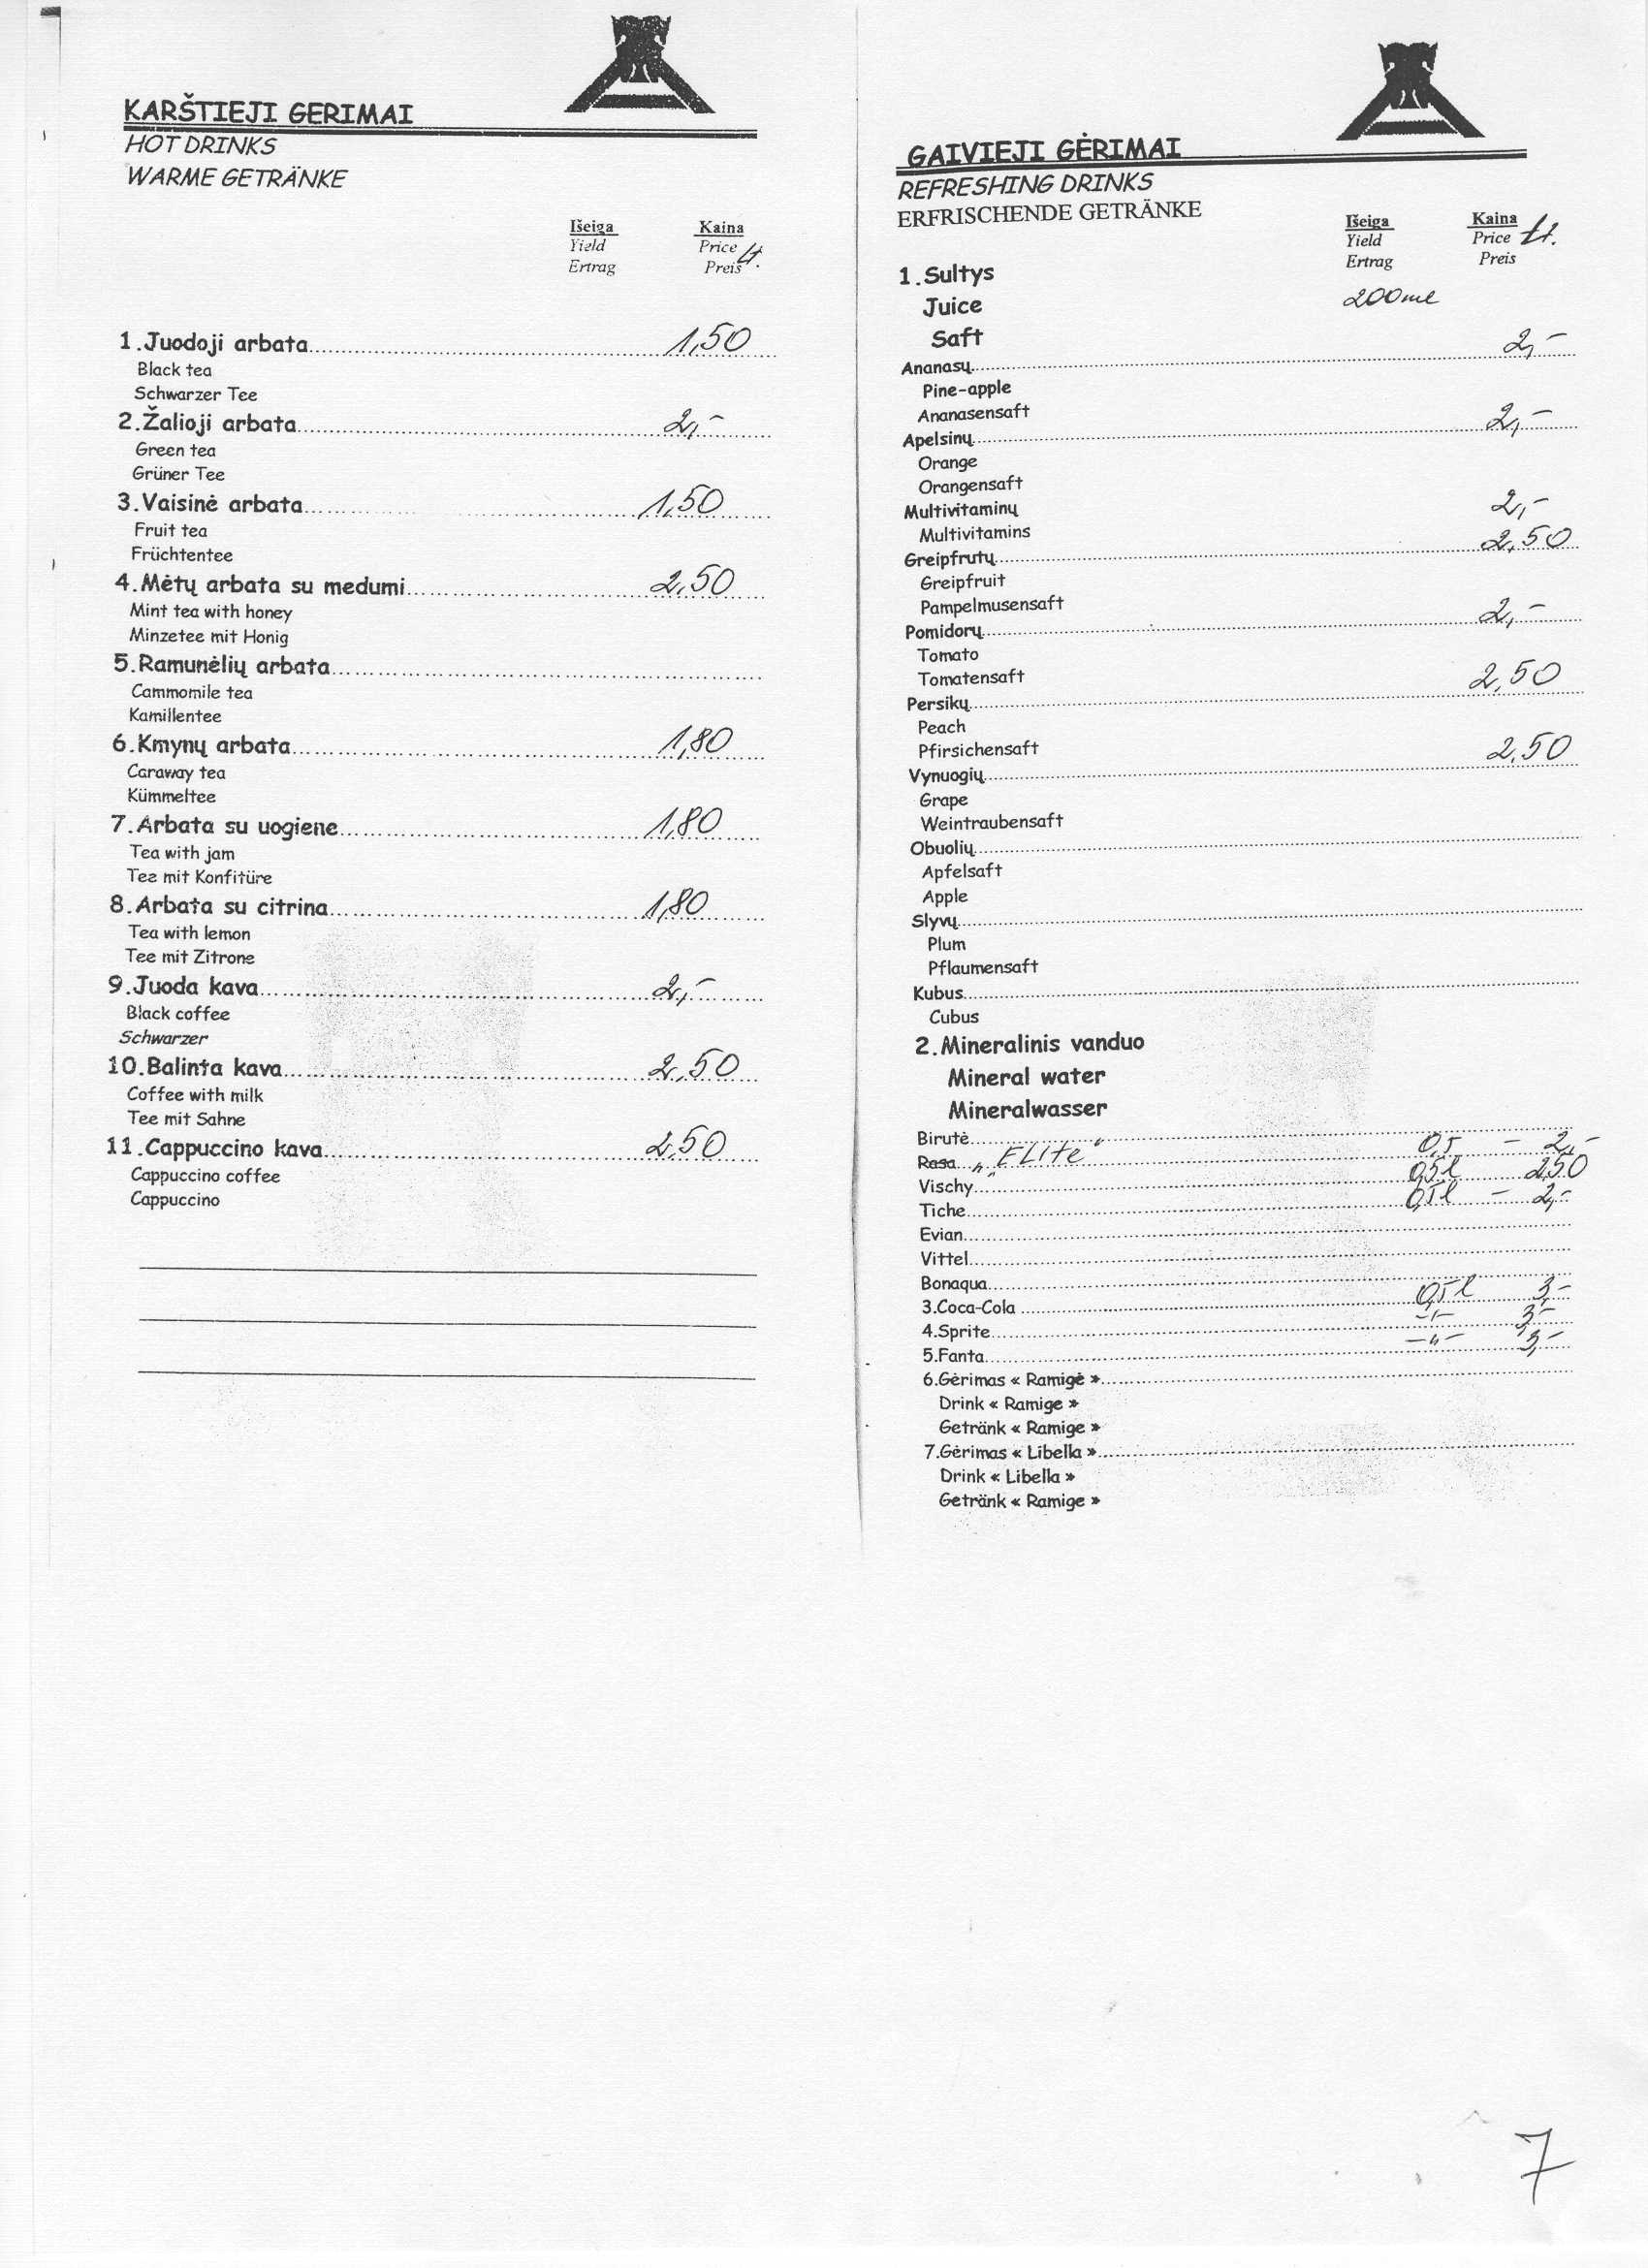 KARŠTIEJI GERIMAI
HOT DRINKS
WARME GETRÄNKE
Išeiga Kaina
Yield Price Lt.
Ertrag Preis
1.Juodoji arbata 1,50
Black tea
Schwarzer Tee
2.Žalioji arbata 2,-
Green tea
Grüner Tee
3.Vaisinė arbata 1,50
Fruit tea
Früchtentee
4.Mėtų arbata su medumi 2,50
Mint tea with honey
Minzetee mit Honig
5.Ramunėlių arbata
Cammomile tea
Kamillentee
6.Kmynų arbata 1,80
Caraway tea
Kümmeltee
7.Arbata su uogiene 1,80
Tea with jam
Tee mit Konfitüre
8.Arbata su citrina 1,80
Tea with lemon
Tee mit Zitrone
9.Juoda kava 2,-
Black coffee
Schwarzer
10.Balinta kava 2,50
Coffee with milk
Tee mit Sahne
11.Cappuccino kava 2,50
Cappuccino coffee
Cappuccino
GAIVIEJI GĖRIMAI
REFRESHING DRINKS
ERFRISCHENDE GETRÄNKE
Išeiga Kaina
Yield Price Lt.
Ertrag Preis
1.Sultys
Juice 200ml
Saft
Ananasų 2,-
Pine-apple
Ananasensaft
Apelsinų 2,-
Orange
Orangensaft
Multivitaminų 2,-
Multivitamins
Greipfrutų 2,50
Greipfruit
Pampelmusensaft
Pomidorų 2,-
Tomato
Tomatensaft
Persikų 2,50
Peach
Pfirsichensaft
Vynuogių 2,50
Grape
Weintraubensaft
Obuolių
Apfelsaft
Apple
Slyvų
Plum
Pflaumensaft
Kubus
Cubus
2.Mineralinis vanduo
Mineral water
Mineralwasser
Birutė 0,5 - 2,-
Rasa „ELite" 0,5l 2,50
Vischy 0,5l - 2,-
Tiche
Evian
Vittel
Bonaqua
3.Coca-Cola 0,5l 3,-
4.Sprite -"- 3,-
5.Fanta -"- 3,-
6.Gėrimas « Ramigė »
Drink « Ramige »
Getränk « Ramige »
7.Gėrimas « Libella »
Drink « Libella »
Getränk « Ramige »
7